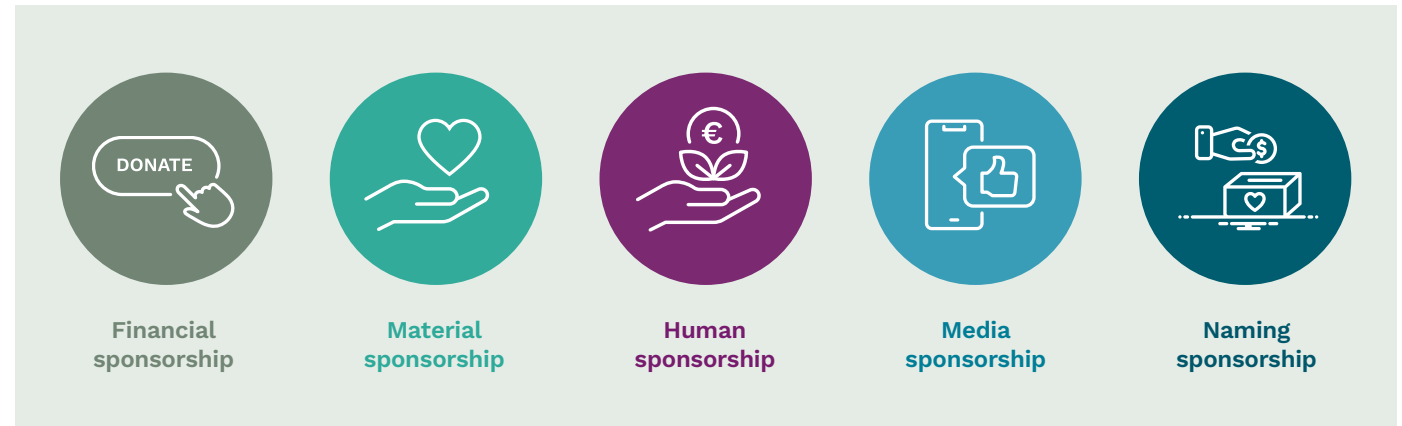 DONATE
€
$
Financial
sponsorship
Material
sponsorship
Human
sponsorship
Media
sponsorship
Naming
sponsorship